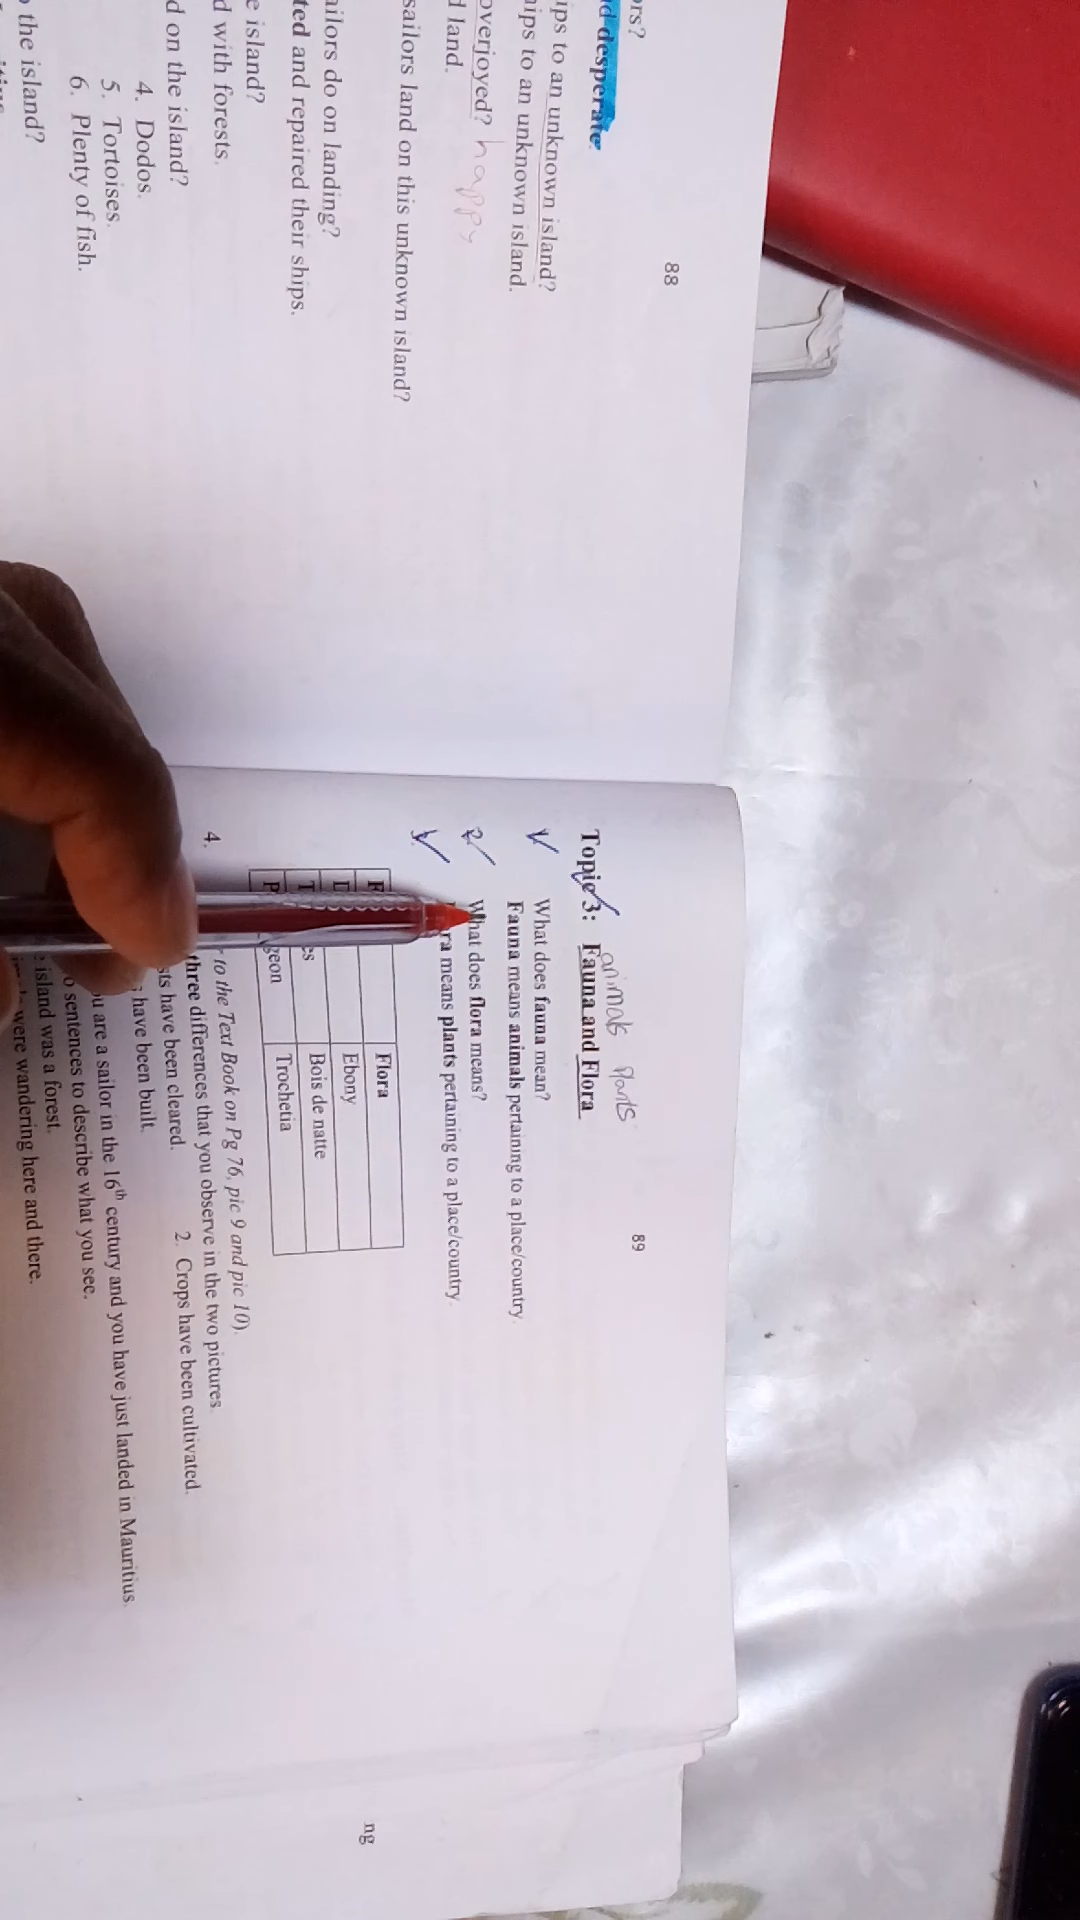 88
ors?
nd desperate.
ips to an unknown island?
hips to an unknown island.
overjoyed? happy
d land.
sailors land on this unknown island?
ailors do on landing?
ted and repaired their ships.
e island?
d with forests.
d on the island?
4. Dodos.
5. Tortoises.
6. Plenty of fish.
the island?
89
animals plants
Topic 3: Fauna and Flora
What does fauna mean?
Fauna means animals pertaining to a place/country.
2. What does flora means?
ra means plants pertaining to a place/country.
F Flora
D Ebony
T es Bois de natte
P geon Trochetia
4. to the Text Book on Pg 76, pic 9 and pic 10).
three differences that you observe in the two pictures.
sts have been cleared. 2. Crops have been cultivated.
have been built.
ou are a sailor in the 16th century and you have just landed in Mauritius.
o sentences to describe what you see.
island was a forest.
were wandering here and there.
ng